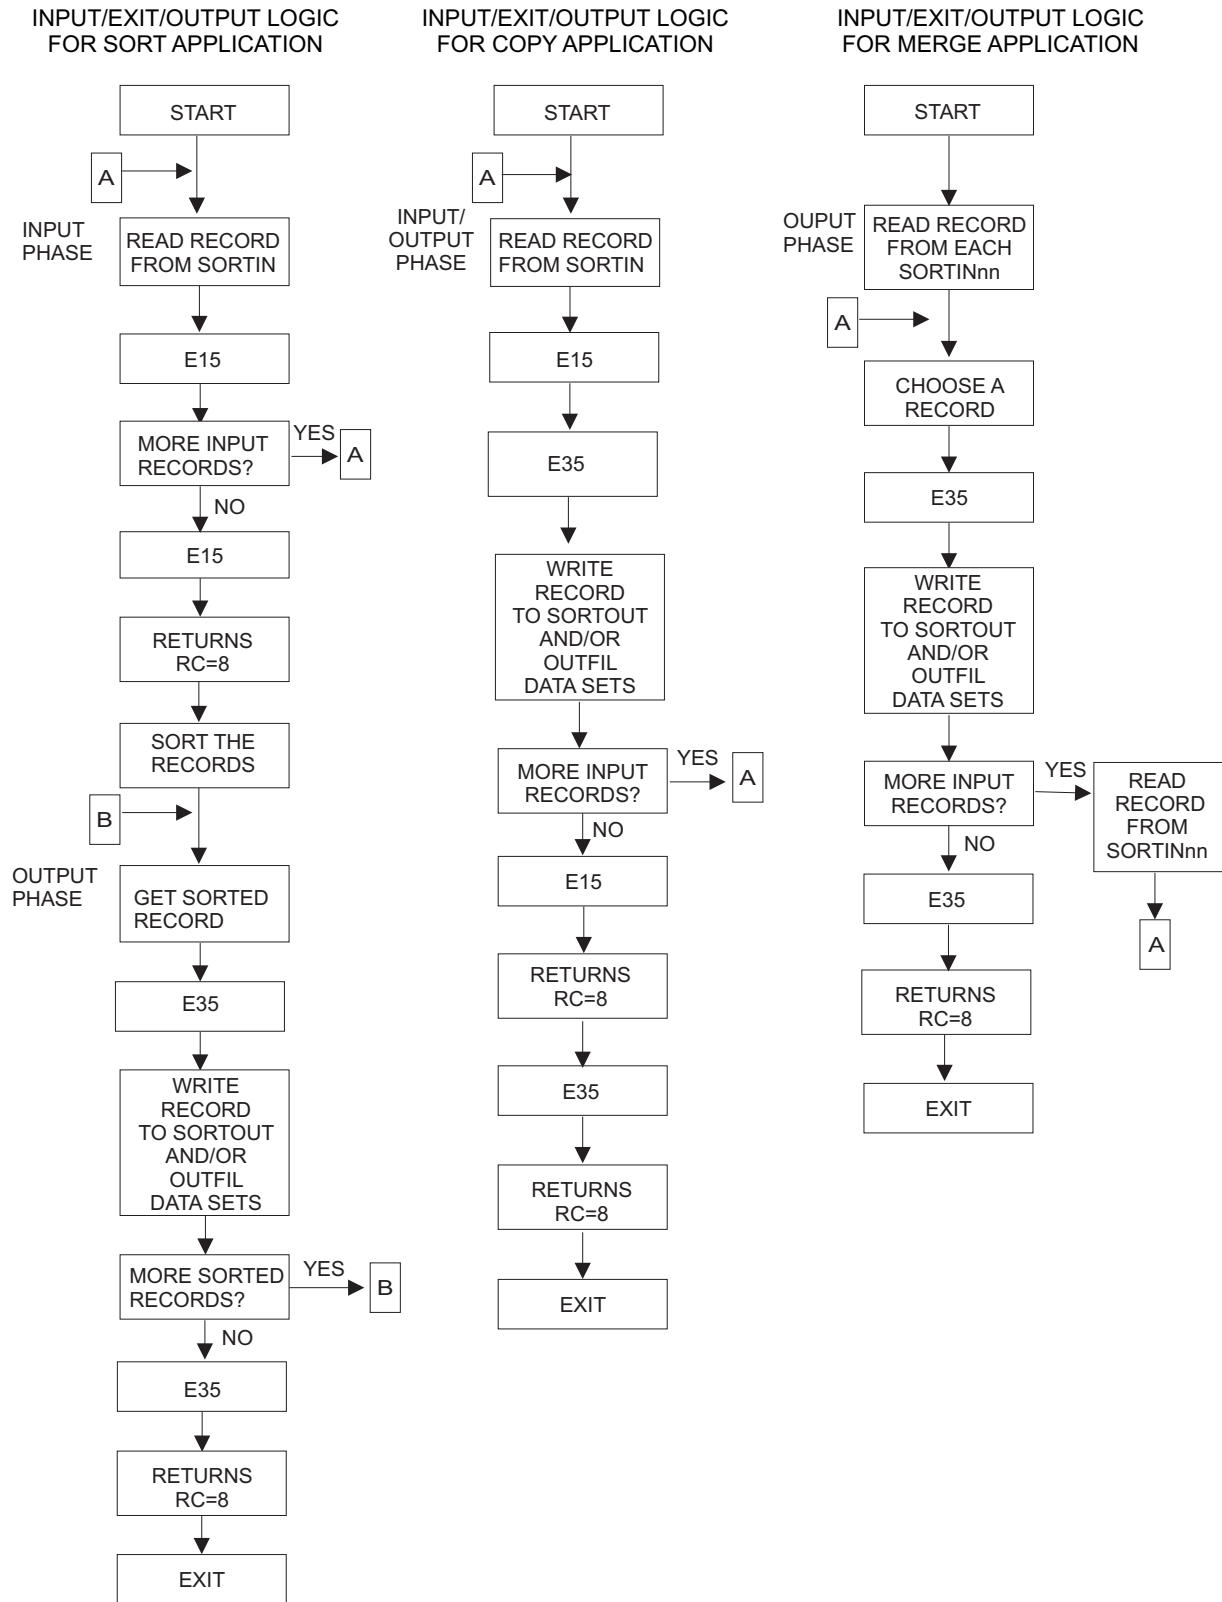 INPUT/EXIT/OUTPUT LOGIC
FOR SORT APPLICATION
START
A
INPUT
PHASE
READ RECORD
FROM SORTIN
E15
MORE INPUT
RECORDS?
YES
A
NO
E15
RETURNS
RC=8
SORT THE
RECORDS
B
OUTPUT
PHASE
GET SORTED
RECORD
E35
WRITE
RECORD
TO SORTOUT
AND/OR
OUTFIL
DATA SETS
MORE SORTED
RECORDS?
YES
B
NO
E35
RETURNS
RC=8
EXIT
INPUT/EXIT/OUTPUT LOGIC
FOR COPY APPLICATION
START
A
INPUT/
OUTPUT
PHASE
READ RECORD
FROM SORTIN
E15
E35
WRITE
RECORD
TO SORTOUT
AND/OR
OUTFIL
DATA SETS
MORE INPUT
RECORDS?
YES
A
NO
E15
RETURNS
RC=8
E35
RETURNS
RC=8
EXIT
INPUT/EXIT/OUTPUT LOGIC
FOR MERGE APPLICATION
START
OUPUT
PHASE
READ RECORD
FROM EACH
SORTINnn
A
CHOOSE A
RECORD
E35
WRITE
RECORD
TO SORTOUT
AND/OR
OUTFIL
DATA SETS
MORE INPUT
RECORDS?
YES
READ
RECORD
FROM
SORTINnn
A
NO
E35
RETURNS
RC=8
EXIT